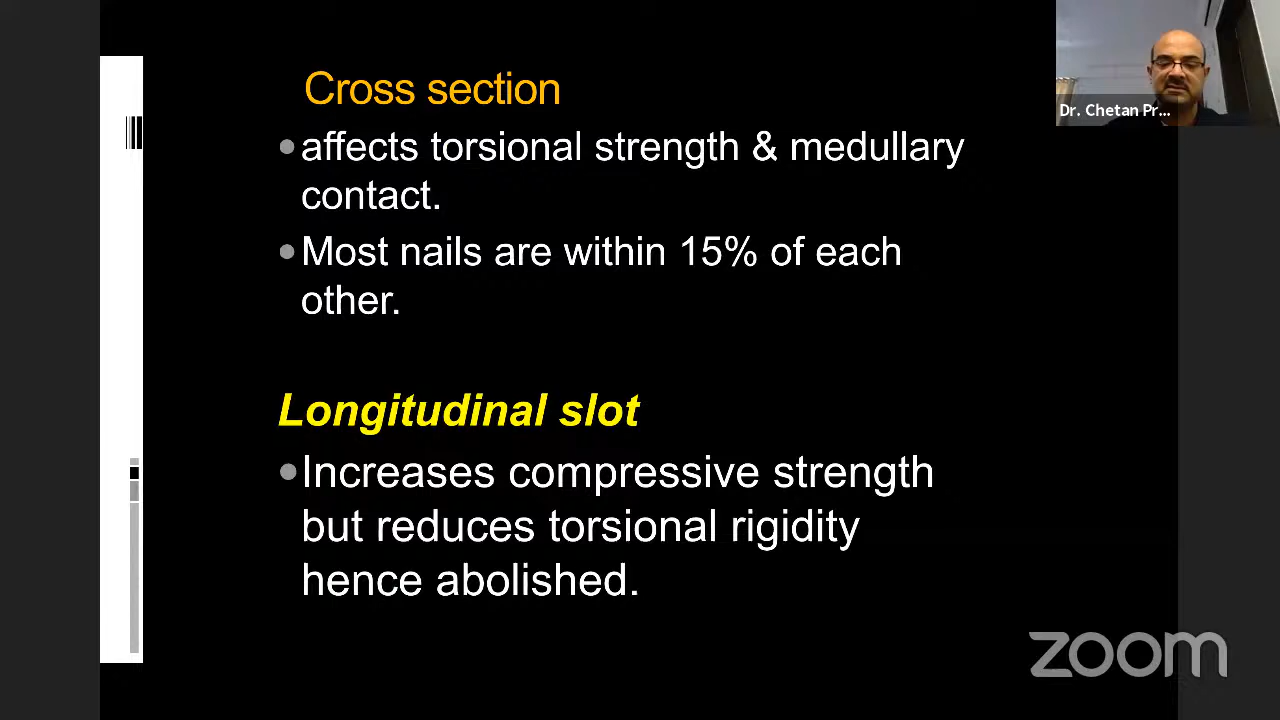 Cross section
affects torsional strength & medullary
contact.
Most nails are within 15% of each
other.
Longitudinal slot
Increases compressive strength
but reduces torsional rigidity
hence abolished.
Dr. Chetan Pr...
zoom